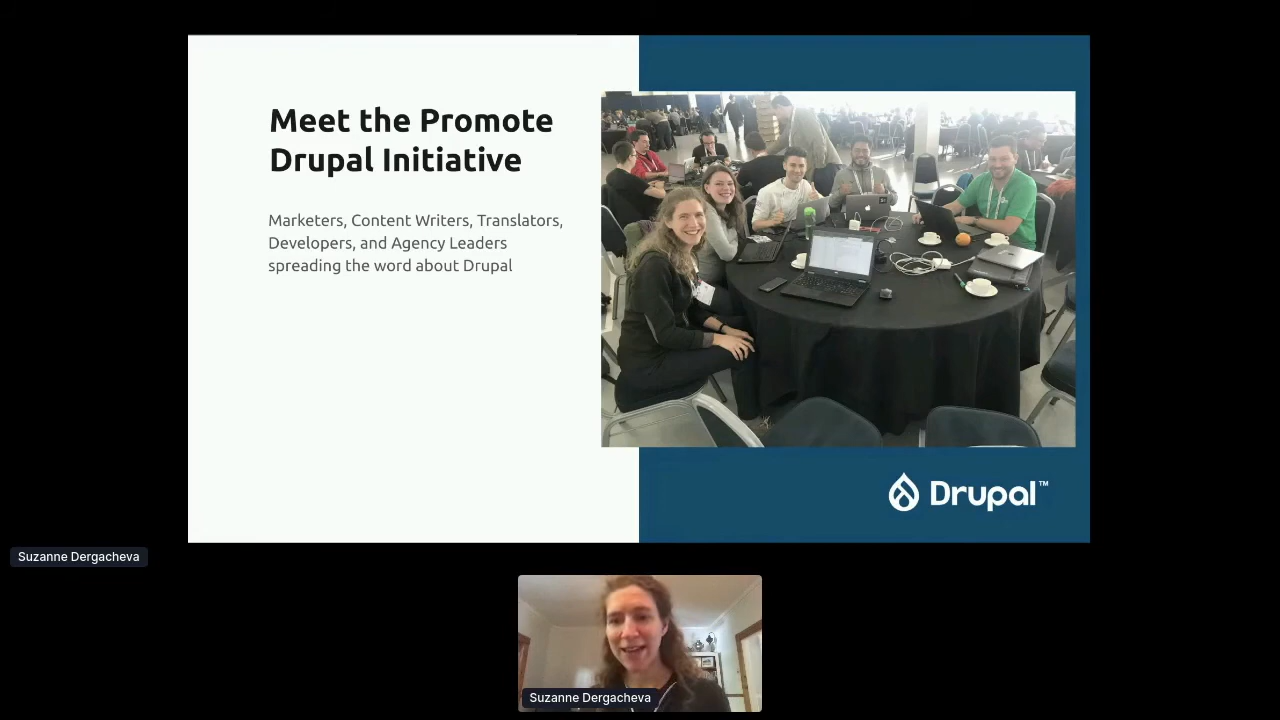 Meet the Promote
Drupal Initiative
Marketers, Content Writers, Translators,
Developers, and Agency Leaders
spreading the word about Drupal
Drupal™
Suzanne Dergacheva
Suzanne Dergacheva